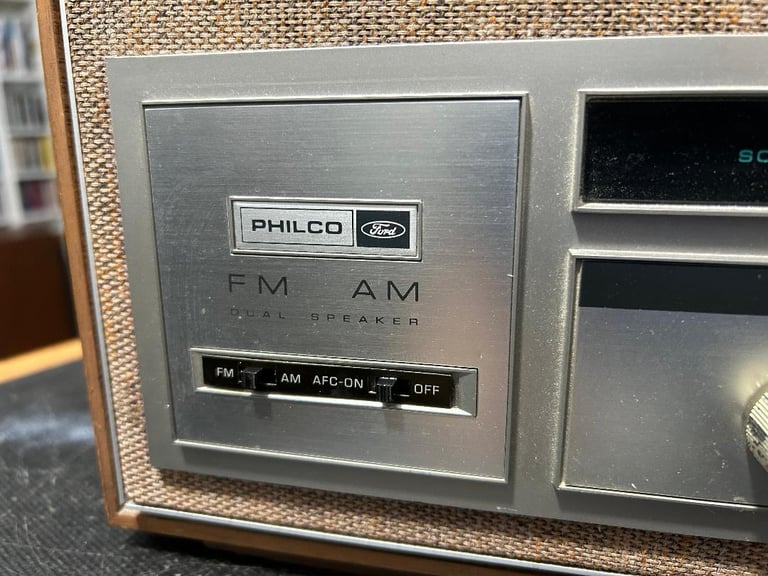 PHILCO Ford
FM AM
DUAL SPEAKER
FM AM AFC-ON OFF